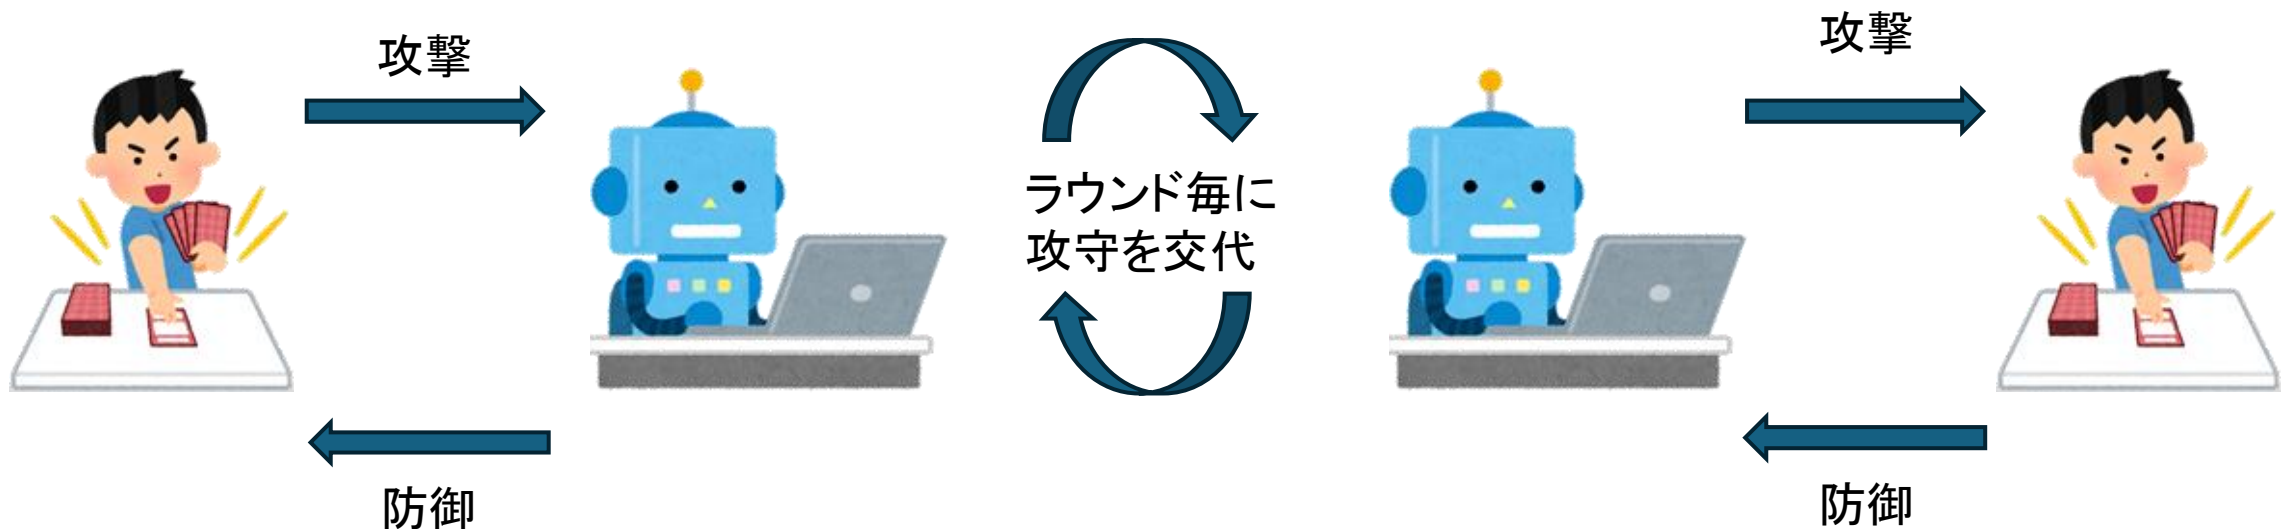 攻撃
攻撃
ラウンド毎に
攻守を交代
防御
防御